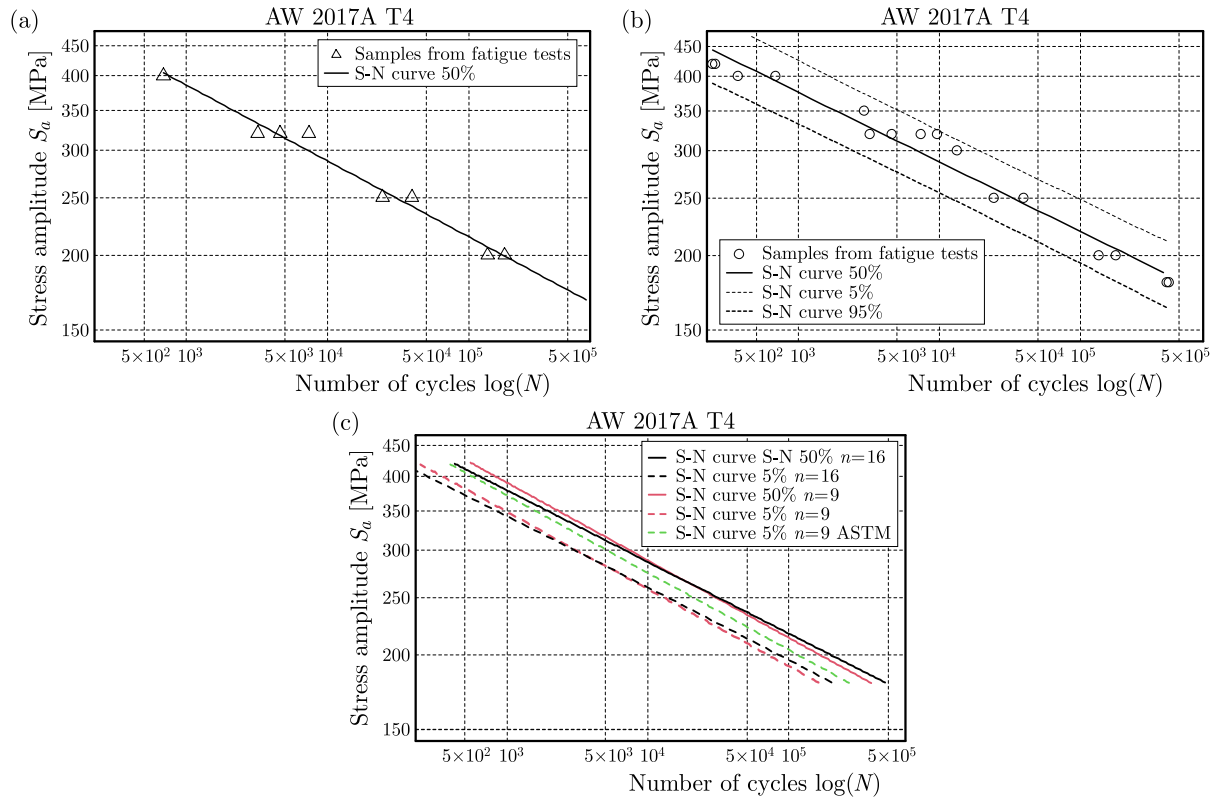 (a)
AW 2017A T4
Stress amplitude Sₐ [MPa]
450
400
350
300
250
200
150
Samples from fatigue tests
S-N curve 50%
5×10² 10³ 5×10³ 10⁴ 5×10⁴ 10⁵ 5×10⁵
Number of cycles log(N)
(b)
AW 2017A T4
Stress amplitude Sₐ [MPa]
450
400
350
300
250
200
150
Samples from fatigue tests
S-N curve 50%
S-N curve 5%
S-N curve 95%
5×10² 10³ 5×10³ 10⁴ 5×10⁴ 10⁵ 5×10⁵
Number of cycles log(N)
(c)
AW 2017A T4
Stress amplitude Sₐ [MPa]
450
400
350
300
250
200
150
S-N curve S-N 50% n=16
S-N curve 5% n=16
S-N curve 50% n=9
S-N curve 5% n=9
S-N curve 5% n=9 ASTM
5×10² 10³ 5×10³ 10⁴ 5×10⁴ 10⁵ 5×10⁵
Number of cycles log(N)